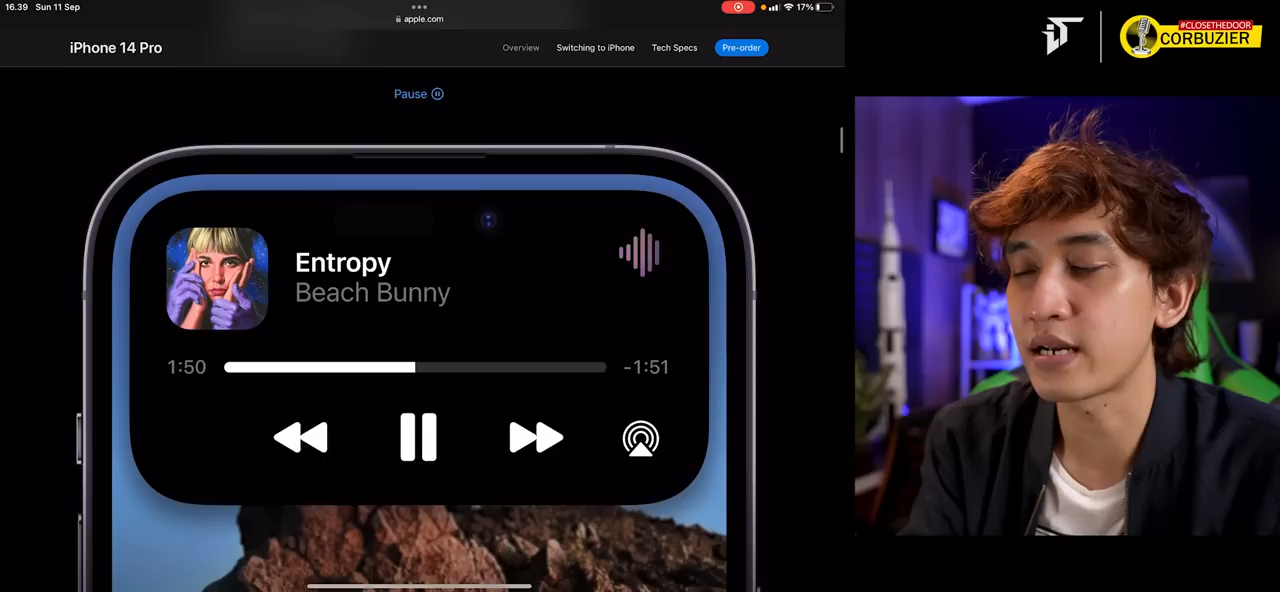 16.39 Sun 11 Sep
apple.com
17%
iPhone 14 Pro
Overview
Switching to iPhone
Tech Specs
Pre-order
Pause
Entropy
Beach Bunny
1:50
-1:51
#CLOSETHEDOOR
CORBUZIER